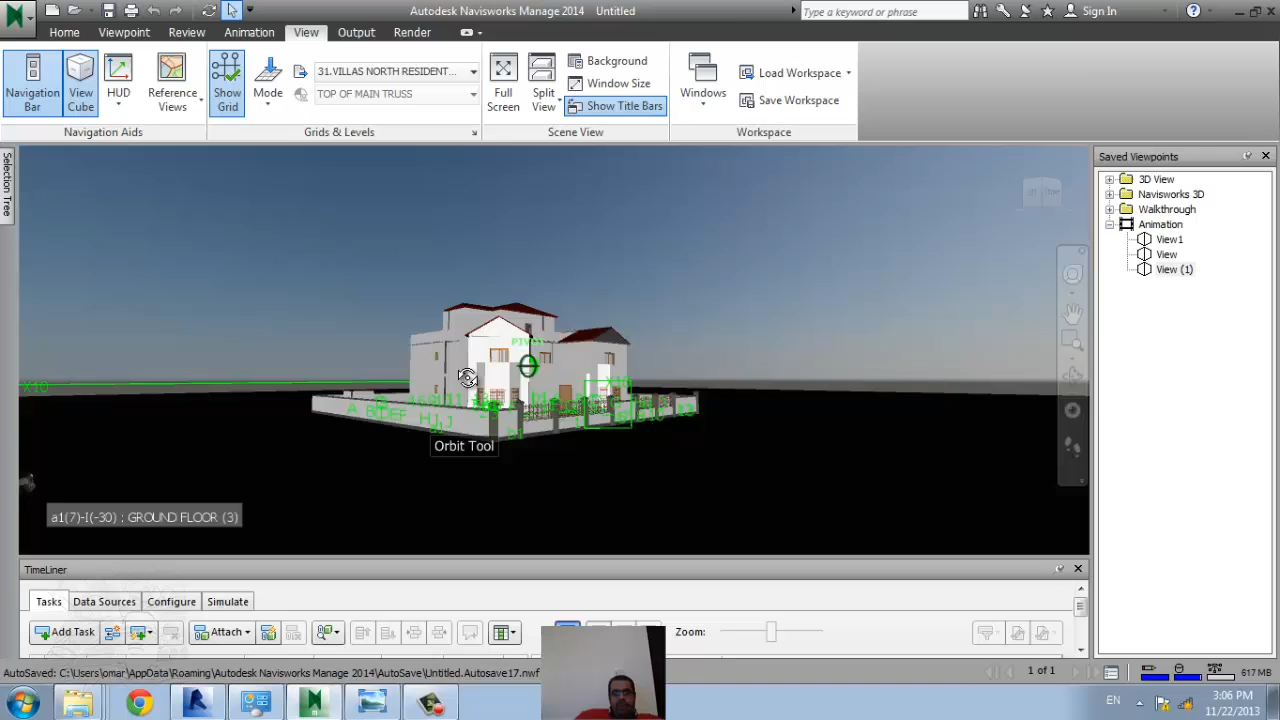 Autodesk Navisworks Manage 2014 Untitled
Type a keyword or phrase
Sign In
Home Viewpoint Review Animation View Output Render
Navigation Bar
View Cube
HUD
Reference Views
Navigation Aids
Show Grid
Mode
31.VILLAS NORTH RESIDENT...
TOP OF MAIN TRUSS
Grids & Levels
Full Screen
Split View
Background
Window Size
Show Title Bars
Scene View
Windows
Load Workspace
Save Workspace
Workspace
Selection Tree
Saved Viewpoints
3D View
Navisworks 3D
Walkthrough
Animation
View1
View
View (1)
X10
X10
Orbit Tool
a1(7)-I(-30) : GROUND FLOOR (3)
TimeLiner
Tasks Data Sources Configure Simulate
Add Task
Attach
Zoom:
AutoSaved: C:\Users\omar\AppData\Roaming\Autodesk Navisworks Manage 2014\AutoSave\Untitled.Autosave17.nwf
1 of 1
617 MB
EN
3:06 PM
11/22/2013